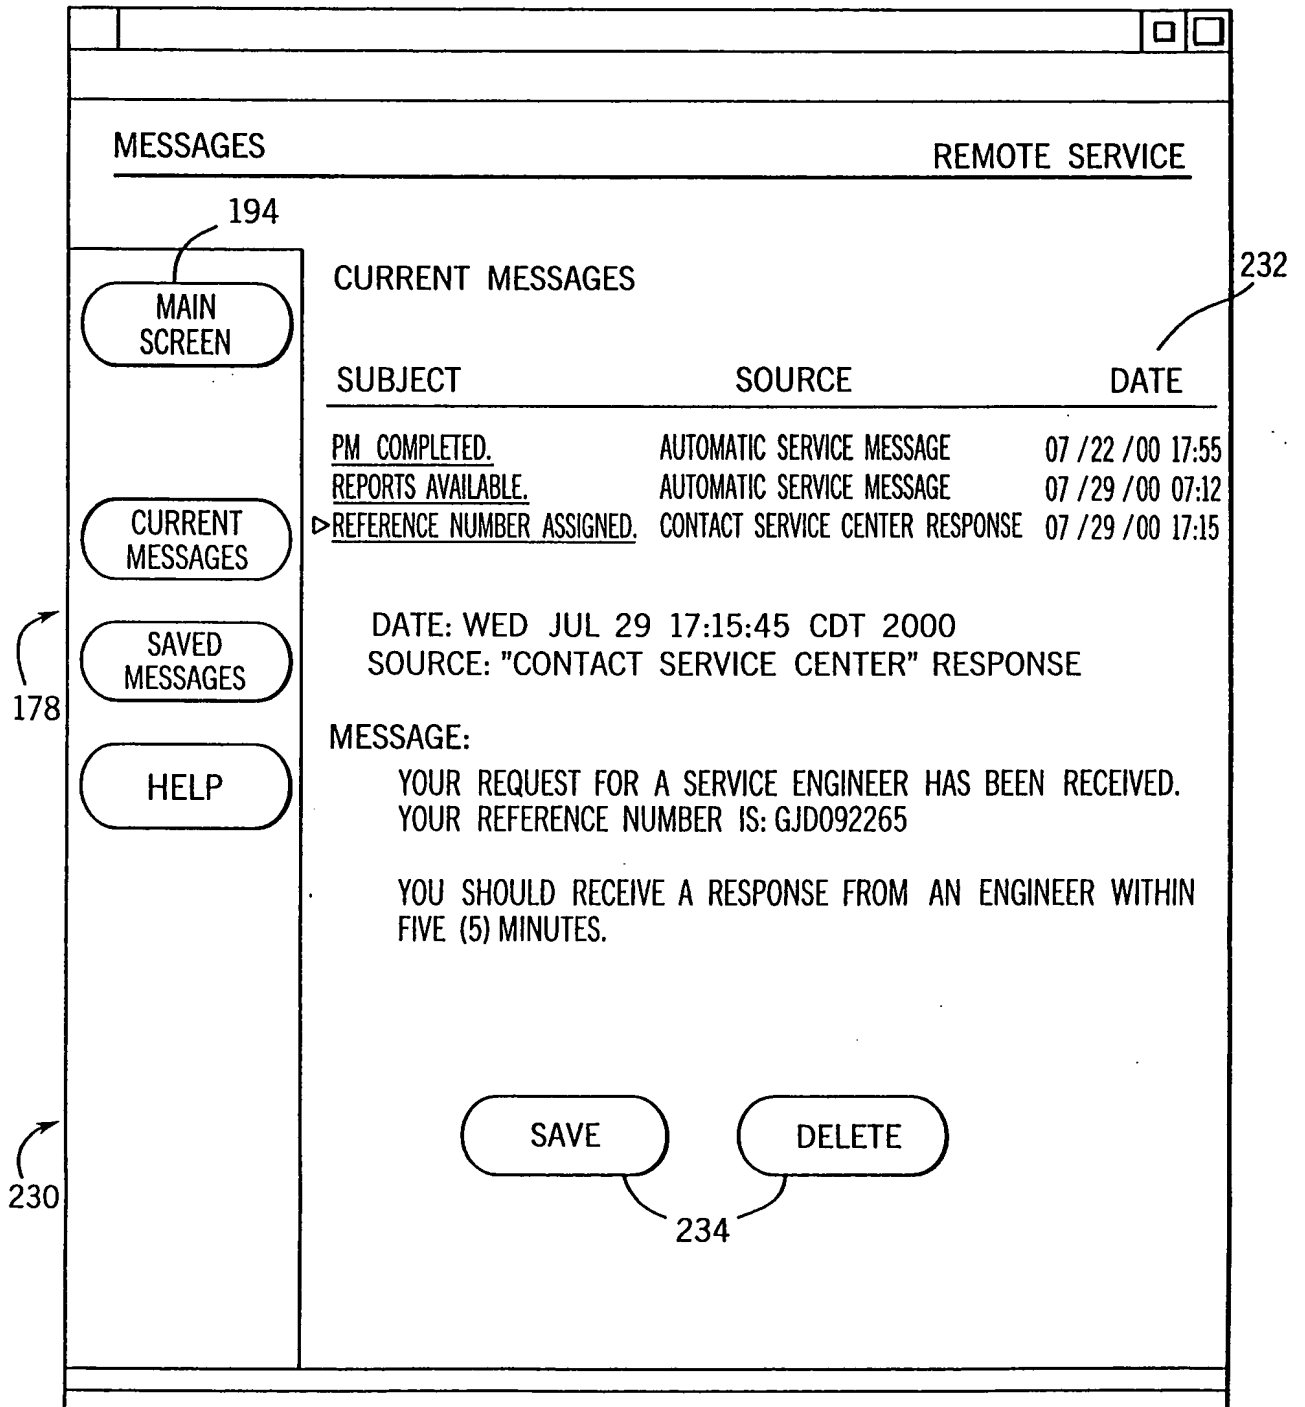 MESSAGES
REMOTE SERVICE
194
MAIN
SCREEN
CURRENT MESSAGES
232
SUBJECT SOURCE DATE
PM COMPLETED. AUTOMATIC SERVICE MESSAGE 07 /22 /00 17:55
REPORTS AVAILABLE. AUTOMATIC SERVICE MESSAGE 07 /29 /00 07:12
REFERENCE NUMBER ASSIGNED. CONTACT SERVICE CENTER RESPONSE 07 /29 /00 17:15
CURRENT
MESSAGES
SAVED
MESSAGES
178
HELP
DATE: WED JUL 29 17:15:45 CDT 2000
SOURCE: "CONTACT SERVICE CENTER" RESPONSE
MESSAGE:
YOUR REQUEST FOR A SERVICE ENGINEER HAS BEEN RECEIVED.
YOUR REFERENCE NUMBER IS: GJD092265
YOU SHOULD RECEIVE A RESPONSE FROM AN ENGINEER WITHIN
FIVE (5) MINUTES.
SAVE DELETE
230
234